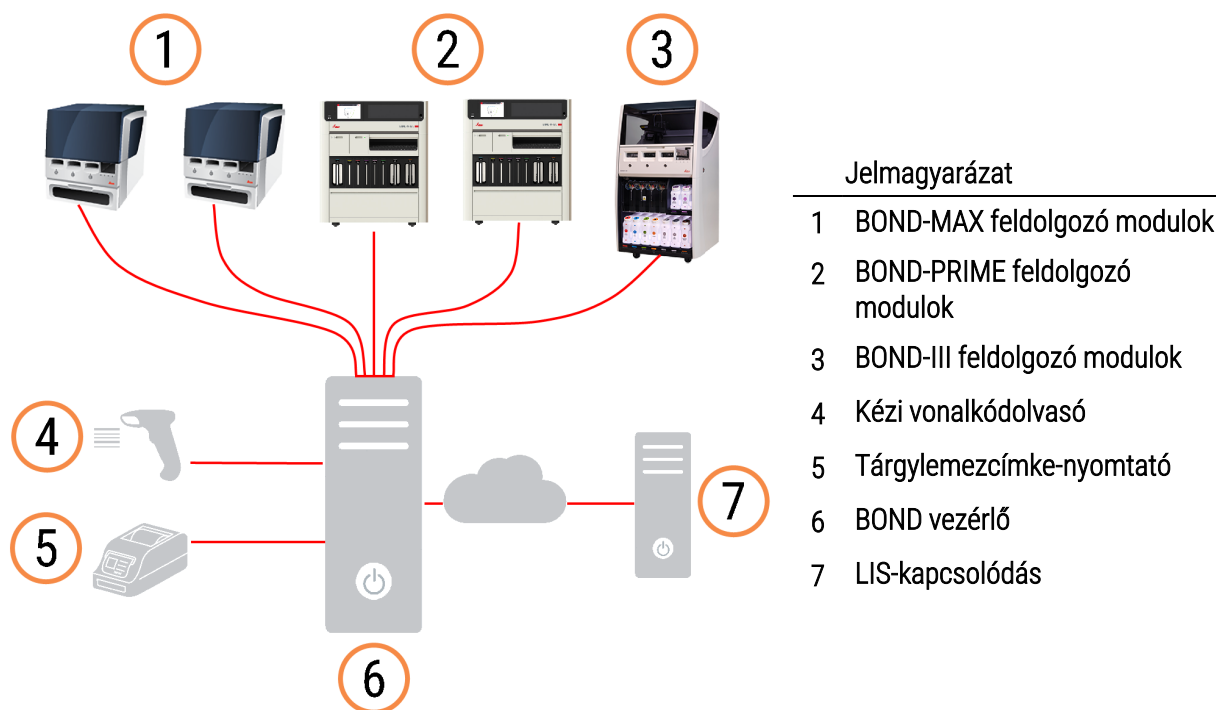 1
2
3
4
5
6
7
Jelmagyarázat
1 BOND-MAX feldolgozó modulok
2 BOND-PRIME feldolgozó
modulok
3 BOND-III feldolgozó modulok
4 Kézi vonalkódolvasó
5 Tárgylemezcímke-nyomtató
6 BOND vezérlő
7 LIS-kapcsolódás